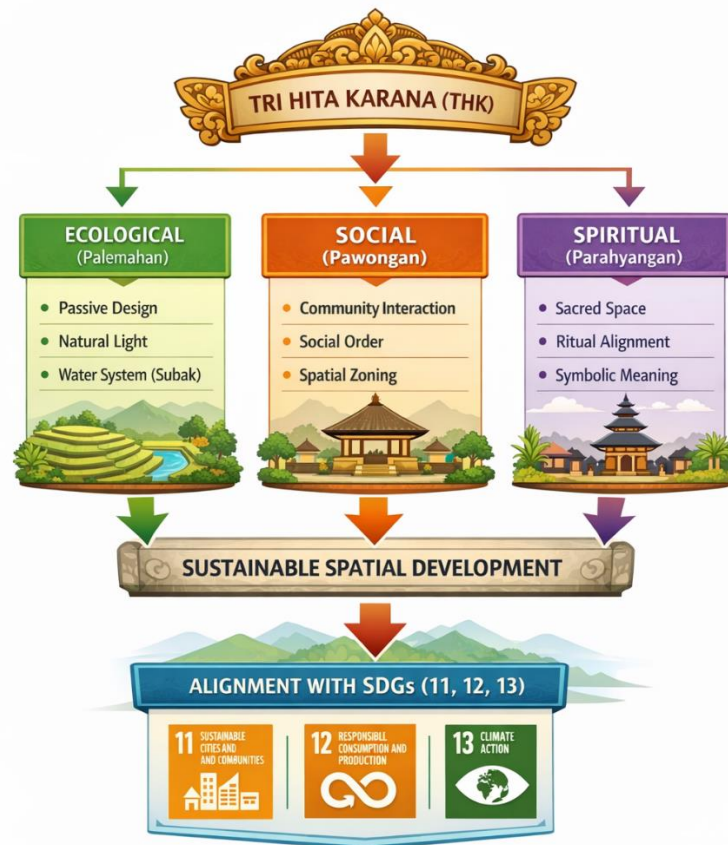 TRI HITA KARANA (THK)
ECOLOGICAL
(Palemahan)
• Passive Design
• Natural Light
• Water System (Subak)
SOCIAL
(Pawongan)
• Community Interaction
• Social Order
• Spatial Zoning
SPIRITUAL
(Parahyangan)
• Sacred Space
• Ritual Alignment
• Symbolic Meaning
SUSTAINABLE SPATIAL DEVELOPMENT
ALIGNMENT WITH SDGs (11, 12, 13)
11 SUSTAINABLE
CITIES AND
AND COMBUNITIES
12 RESPONSIBLL
CONSUMPTION AND
PRODUCTION
13 CLIMATE
ACTION